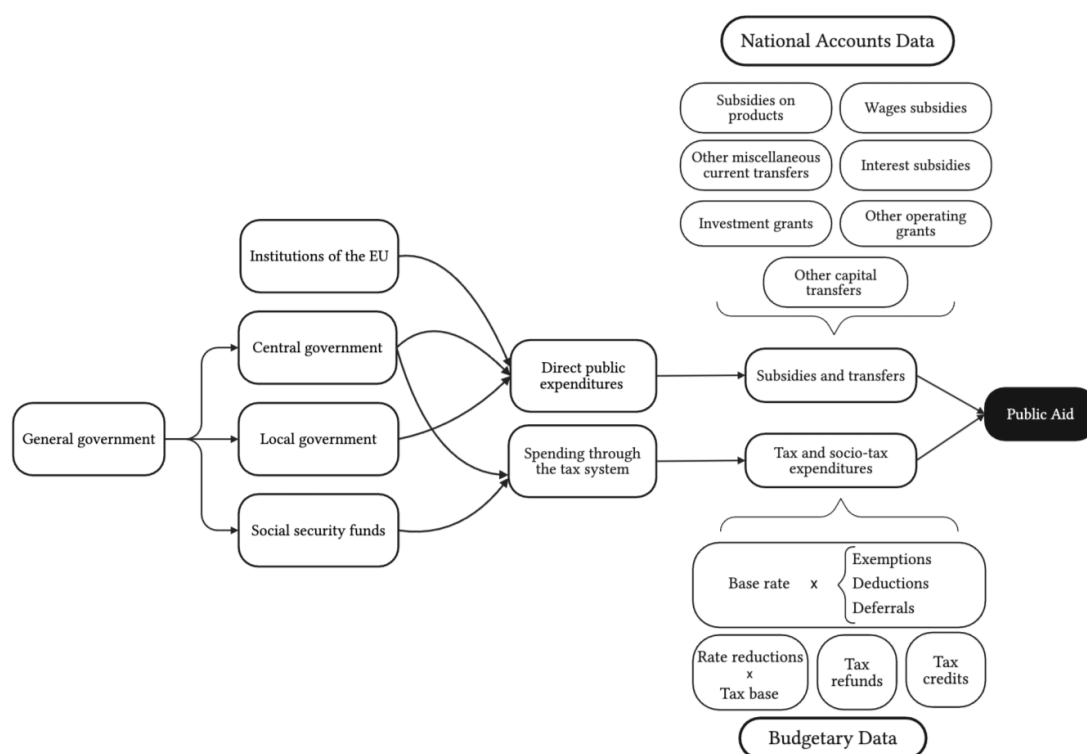 National Accounts Data
Subsidies on
products
Wages subsidies
Other miscellaneous
current transfers
Interest subsidies
Investment grants
Other operating
grants
Other capital
transfers
Institutions of the EU
Central government
General government
Local government
Social security funds
Direct public
expenditures
Spending through
the tax system
Subsidies and transfers
Tax and socio-tax
expenditures
Public Aid
Base rate x
Exemptions
Deductions
Deferrals
Rate reductions
x
Tax base
Tax
refunds
Tax
credits
Budgetary Data